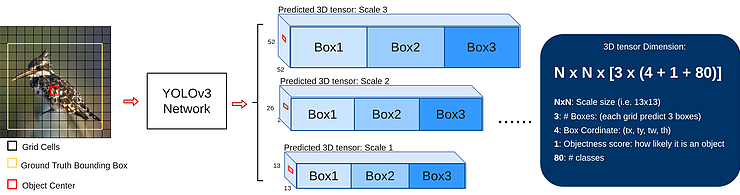 Predicted 3D tensor: Scale 3
52
52
Box1
Box2
Box3
YOLOv3
Network
Predicted 3D tensor: Scale 2
26
2
Box1
Box2
Box3
Predicted 3D tensor: Scale 1
13
13
Box1
Box2
Box3
Grid Cells
Ground Truth Bounding Box
Object Center
......
3D tensor Dimension:
N x N x [3 x (4 + 1 + 80)]
NxN: Scale size (i.e. 13x13)
3: # Boxes: (each grid predict 3 boxes)
4: Box Cordinate: (tx, ty, tw, th)
1: Objectness score: how likely it is an object
80: # classes